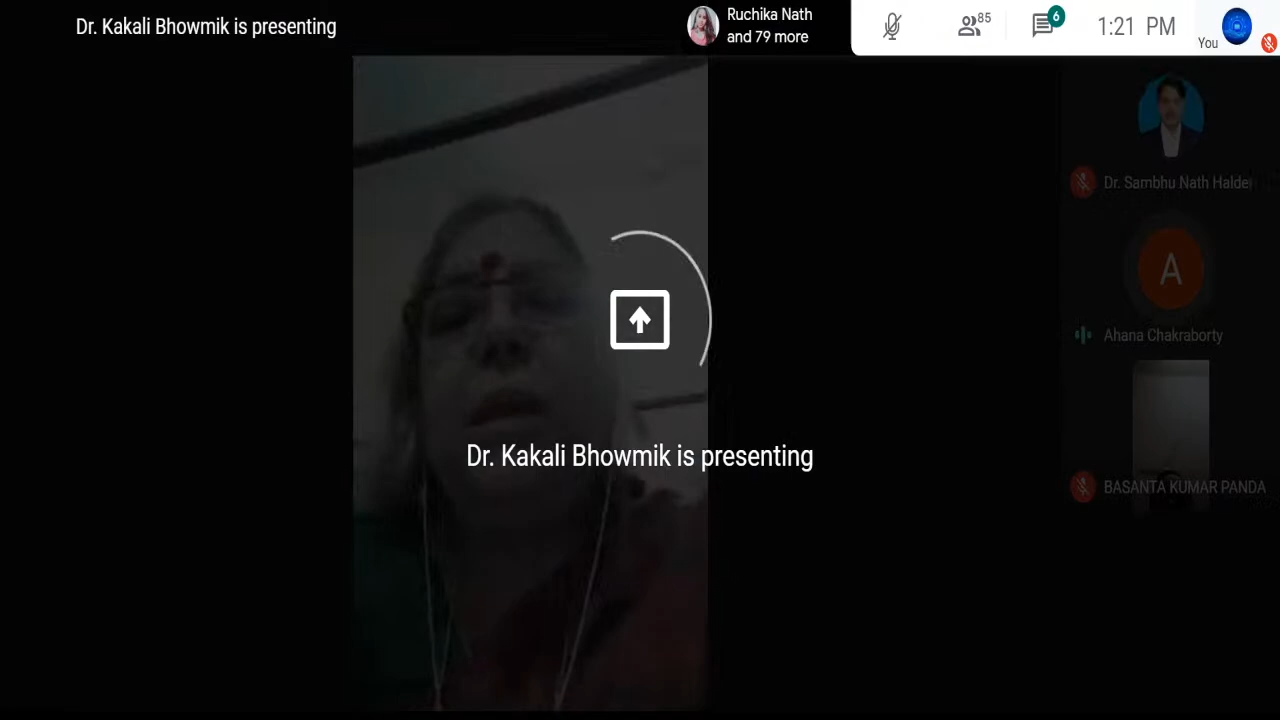 Dr. Kakali Bhowmik is presenting
Ruchika Nath
and 79 more
85
6
1:21 PM
You
Dr. Sambhu Nath Halde
A
Ahana Chakraborty
Dr. Kakali Bhowmik is presenting
BASANTA KUMAR PANDA